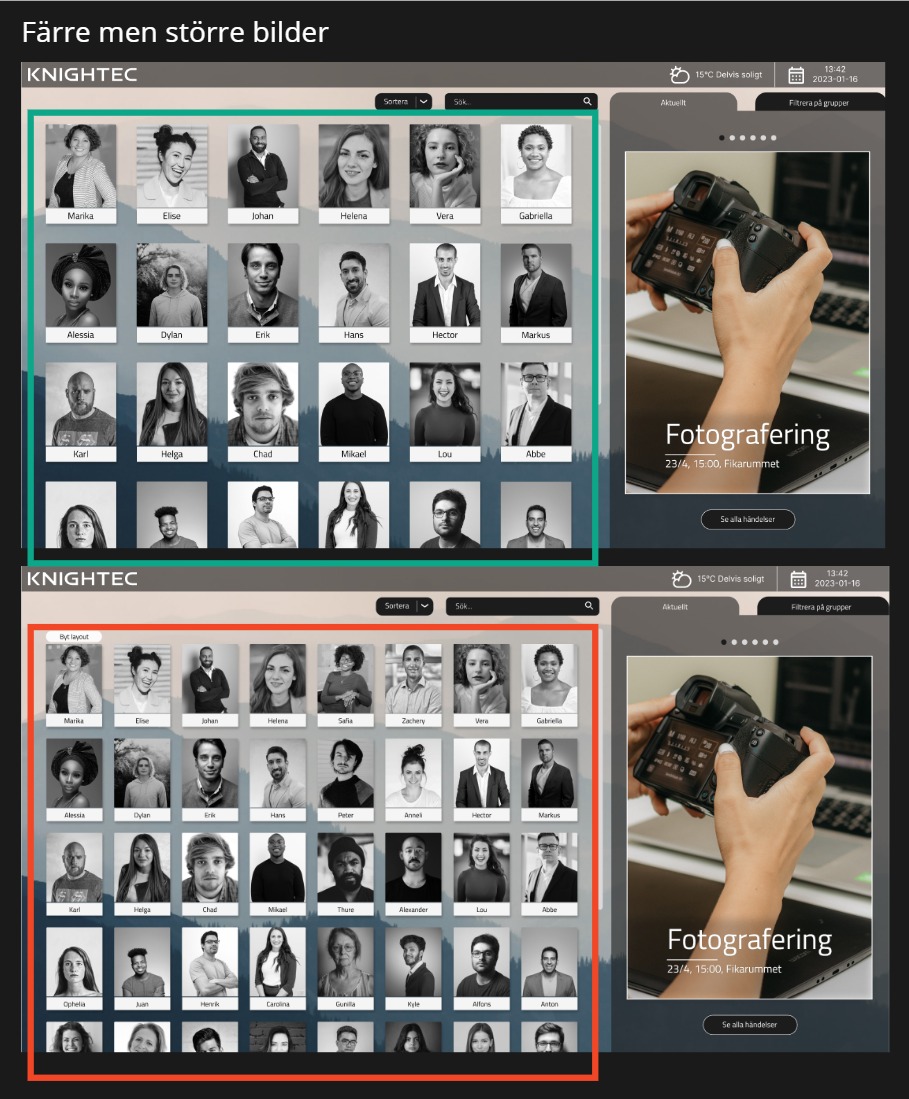 Färre men större bilder
KNIGHTEC
15°C Delvis soligt
13:42
2023-01-16
Sortera
Sök...
Aktuellt
Filtrera på grupper
Marika Elise Johan Helena Vera Gabriella
Alessia Dylan Erik Hans Hector Markus
Karl Helga Chad Mikael Lou Abbe
Fotografering
23/4, 15:00, Fikarummet
Se alla händelser
KNIGHTEC
15°C Delvis soligt
13:42
2023-01-16
Sortera
Sök...
Aktuellt
Filtrera på grupper
Byt layout
Marika Elise Johan Helena Safia Zachery Vera Gabriella
Alessia Dylan Erik Hans Peter Anneli Hector Markus
Karl Helga Chad Mikael Thure Alexander Lou Abbe
Ophelia Juan Henrik Carolina Gunilla Kyle Alfons Anton
Fotografering
23/4, 15:00, Fikarummet
Se alla händelser